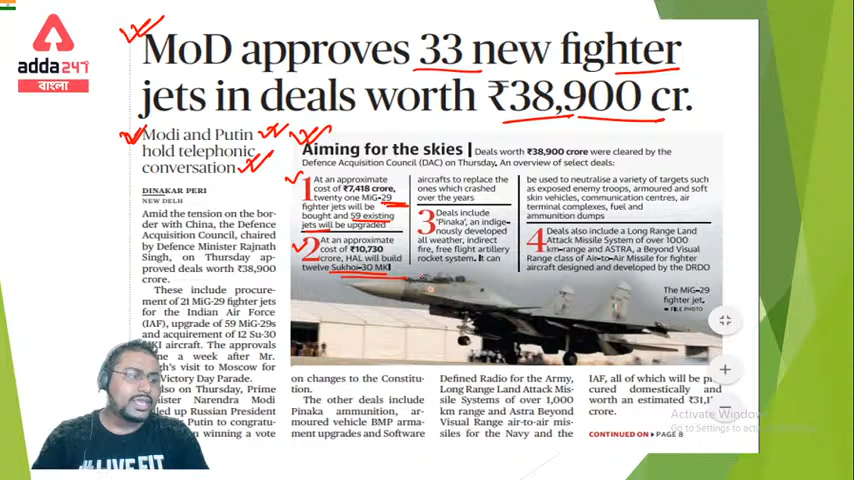 adda247
বাংলা
MoD approves 33 new fighter
jets in deals worth ₹38,900 cr.
Modi and Putin
hold telephonic
conversation
DINAKAR PERI
NEW DELH
Amid the tension on the bor-
der with China, the Defence
Acquisition Council, chaired
by Defence Minister Rajnath
Singh, on Thursday ap-
proved deals worth ₹38,900
crore.
These include procure-
ment of 21 MiG-29 fighter jets
for the Indian Air Force
(IAF), upgrade of 59 MiG-29s
and acquirement of 12 Su-30
MKI aircraft. The approvals
a week after Mr.
visit to Moscow for
Victory Day Parade.
also on Thursday, Prime
Narendra Modi
up Russian President
Putin to congratu-
winning a vote
#LIVE.FIT
Aiming for the skies | Deals worth ₹38,900 crore were cleared by the
Defence Acquisition Council (DAC) on Thursday. An overview of select deals:
1 At an approximate
cost of ₹7,418 crore,
twenty one MiG-29
fighter jets will be
bought and 59 existing
jets will be upgraded
2 At an approximate
cost of ₹10,730
crore, HAL will build
twelve Sukhoi-30 MKI
aircrafts to replace the
ones which crashed
over the years
3 Deals include
'Pinaka', an indige-
nously developed
all weather, indirect
fire, free flight artillery
rocket system. It can
be used to neutralise a variety of targets such
as exposed enemy troops, armoured and soft
skin vehicles, communication centres, air
terminal complexes, fuel and
ammunition dumps
4 Deals also include a Long Range Land
Attack Missile System of over 1000
km-range and ASTRA, a Beyond Visual
Range class of Air-to-Air Missile for fighter
aircraft designed and developed by the DRDO
The MiG-29
fighter jet.
FILE PHOTO
on changes to the Constitu-
tion.
The other deals include
Pinaka ammunition, ar-
moured vehicle BMP arma-
ment upgrades and Software
Defined Radio for the Army,
Long Range Land Attack Mis-
sile Systems of over 1,000
km range and Astra Beyond
Visual Range air-to-air mis-
siles for the Navy and the
IAF, all of which will be
cured domestically and
worth an estimated
crore.
CONTINUED ON ▸ PAGE 8
Activate Windows
Go to Settings to